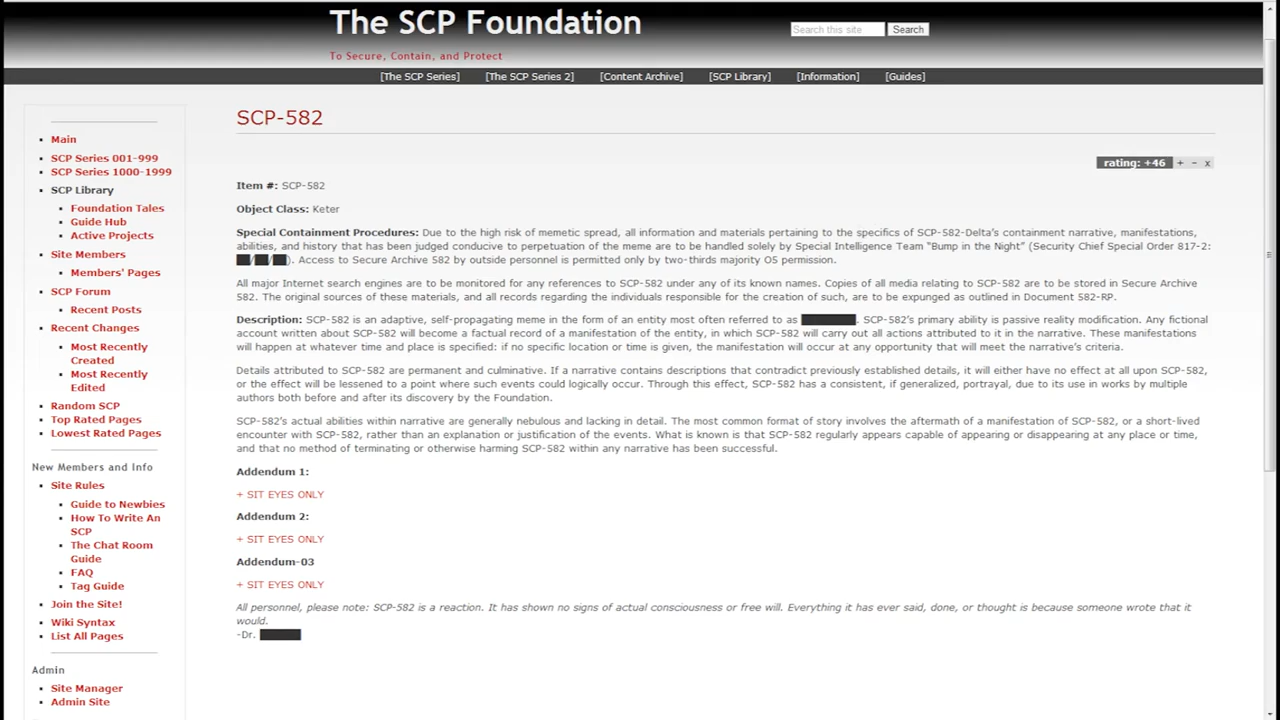 The SCP Foundation
Search this site
Search
To Secure, Contain, and Protect
[The SCP Series]
[The SCP Series 2]
[Content Archive]
[SCP Library]
[Information]
[Guides]
Main
SCP Series 001-999
SCP Series 1000-1999
SCP Library
Foundation Tales
Guide Hub
Active Projects
Site Members
Members' Pages
SCP Forum
Recent Posts
Recent Changes
Most Recently
Created
Most Recently
Edited
Random SCP
Top Rated Pages
Lowest Rated Pages
New Members and Info
Site Rules
Guide to Newbies
How To Write An
SCP
The Chat Room
Guide
FAQ
Tag Guide
Join the Site!
Wiki Syntax
List All Pages
Admin
Site Manager
Admin Site
SCP-582
rating: +46 + – x
Item #: SCP-582
Object Class: Keter
Special Containment Procedures: Due to the high risk of memetic spread, all information and materials pertaining to the specifics of SCP-582-Delta's containment narrative, manifestations,
abilities, and history that has been judged conducive to perpetuation of the meme are to be handled solely by Special Intelligence Team “Bump in the Night” (Security Chief Special Order 817-2:
██/██/██). Access to Secure Archive 582 by outside personnel is permitted only by two-thirds majority O5 permission.
All major Internet search engines are to be monitored for any references to SCP-582 under any of its known names. Copies of all media relating to SCP-582 are to be stored in Secure Archive
582. The original sources of these materials, and all records regarding the individuals responsible for the creation of such, are to be expunged as outlined in Document 582-RP.
Description: SCP-582 is an adaptive, self-propagating meme in the form of an entity most often referred to as ███████. SCP-582's primary ability is passive reality modification. Any fictional
account written about SCP-582 will become a factual record of a manifestation of the entity, in which SCP-582 will carry out all actions attributed to it in the narrative. These manifestations
will happen at whatever time and place is specified: if no specific location or time is given, the manifestation will occur at any opportunity that will meet the narrative's criteria.
Details attributed to SCP-582 are permanent and culminative. If a narrative contains descriptions that contradict previously established details, it will either have no effect at all upon SCP-582,
or the effect will be lessened to a point where such events could logically occur. Through this effect, SCP-582 has a consistent, if generalized, portrayal, due to its use in works by multiple
authors both before and after its discovery by the Foundation.
SCP-582's actual abilities within narrative are generally nebulous and lacking in detail. The most common format of story involves the aftermath of a manifestation of SCP-582, or a short-lived
encounter with SCP-582, rather than an explanation or justification of the events. What is known is that SCP-582 regularly appears capable of appearing or disappearing at any place or time,
and that no method of terminating or otherwise harming SCP-582 within any narrative has been successful.
Addendum 1:
+ SIT EYES ONLY
Addendum 2:
+ SIT EYES ONLY
Addendum-03
+ SIT EYES ONLY
All personnel, please note: SCP-582 is a reaction. It has shown no signs of actual consciousness or free will. Everything it has ever said, done, or thought is because someone wrote that it
would.
-Dr. █████